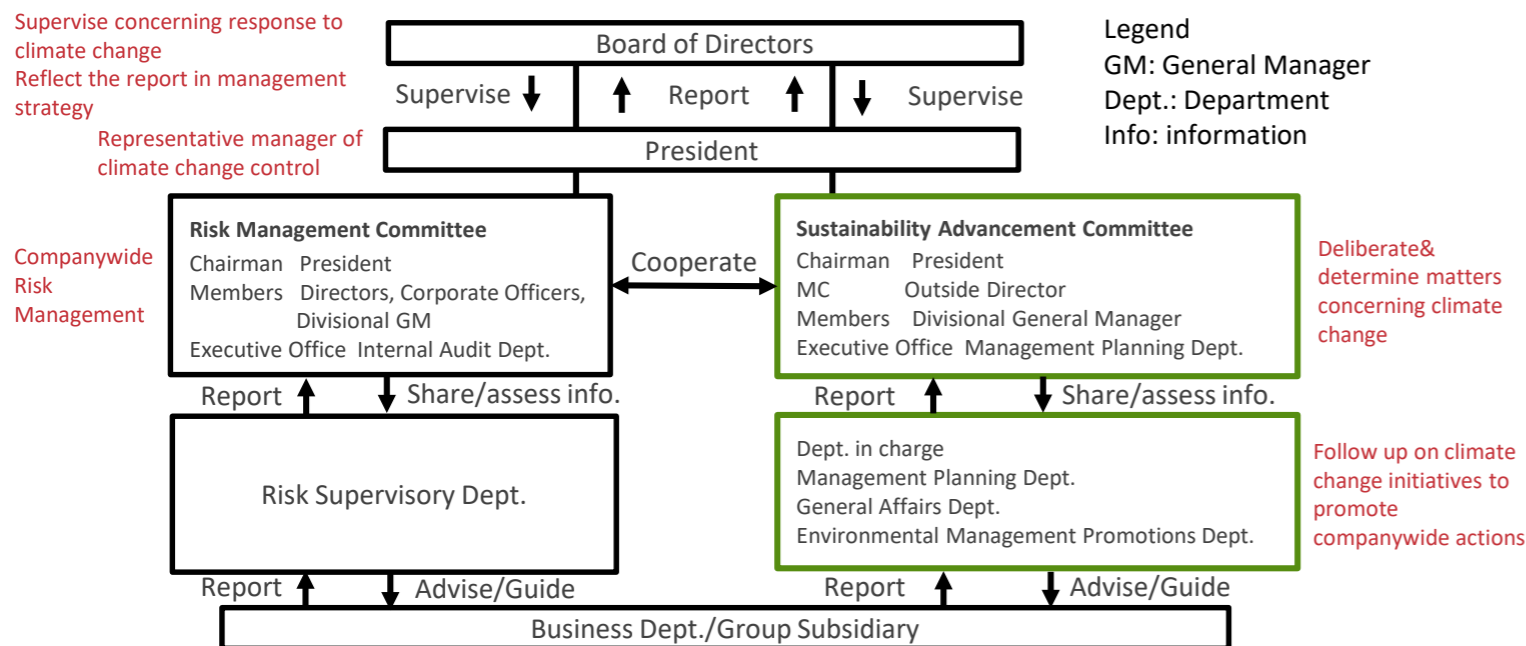 Supervise concerning response to
climate change
Reflect the report in management
strategy
Board of Directors
Legend
GM: General Manager
Dept.: Department
Info: information
Supervise
Report
Supervise
Representative manager of
climate change control
President
Companywide
Risk
Management
Risk Management Committee
Chairman President
Members Directors, Corporate Officers,
Divisional GM
Executive Office Internal Audit Dept.
Cooperate
Sustainability Advancement Committee
Chairman President
MC Outside Director
Members Divisional General Manager
Executive Office Management Planning Dept.
Deliberate&
determine matters
concerning climate
change
Report
Share/assess info.
Report
Share/assess info.
Risk Supervisory Dept.
Dept. in charge
Management Planning Dept.
General Affairs Dept.
Environmental Management Promotions Dept.
Follow up on climate
change initiatives to
promote
companywide actions
Report
Advise/Guide
Report
Advise/Guide
Business Dept./Group Subsidiary